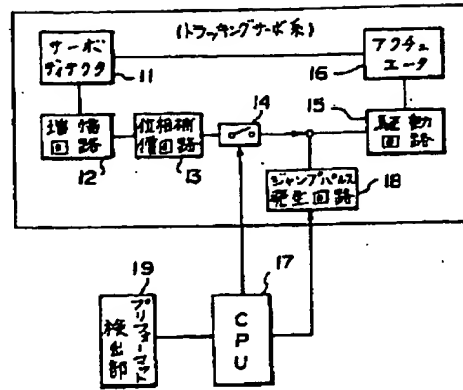 (トラッキングサーボ系)
サーボ
ディテクタ
11
アクチュ
エータ
16
増幅
回路
12
位相補
償回路
13
14
15
駆動
回路
ジャンプパルス
発生回路
18
17
CPU
19
プリフォーマット
検出部